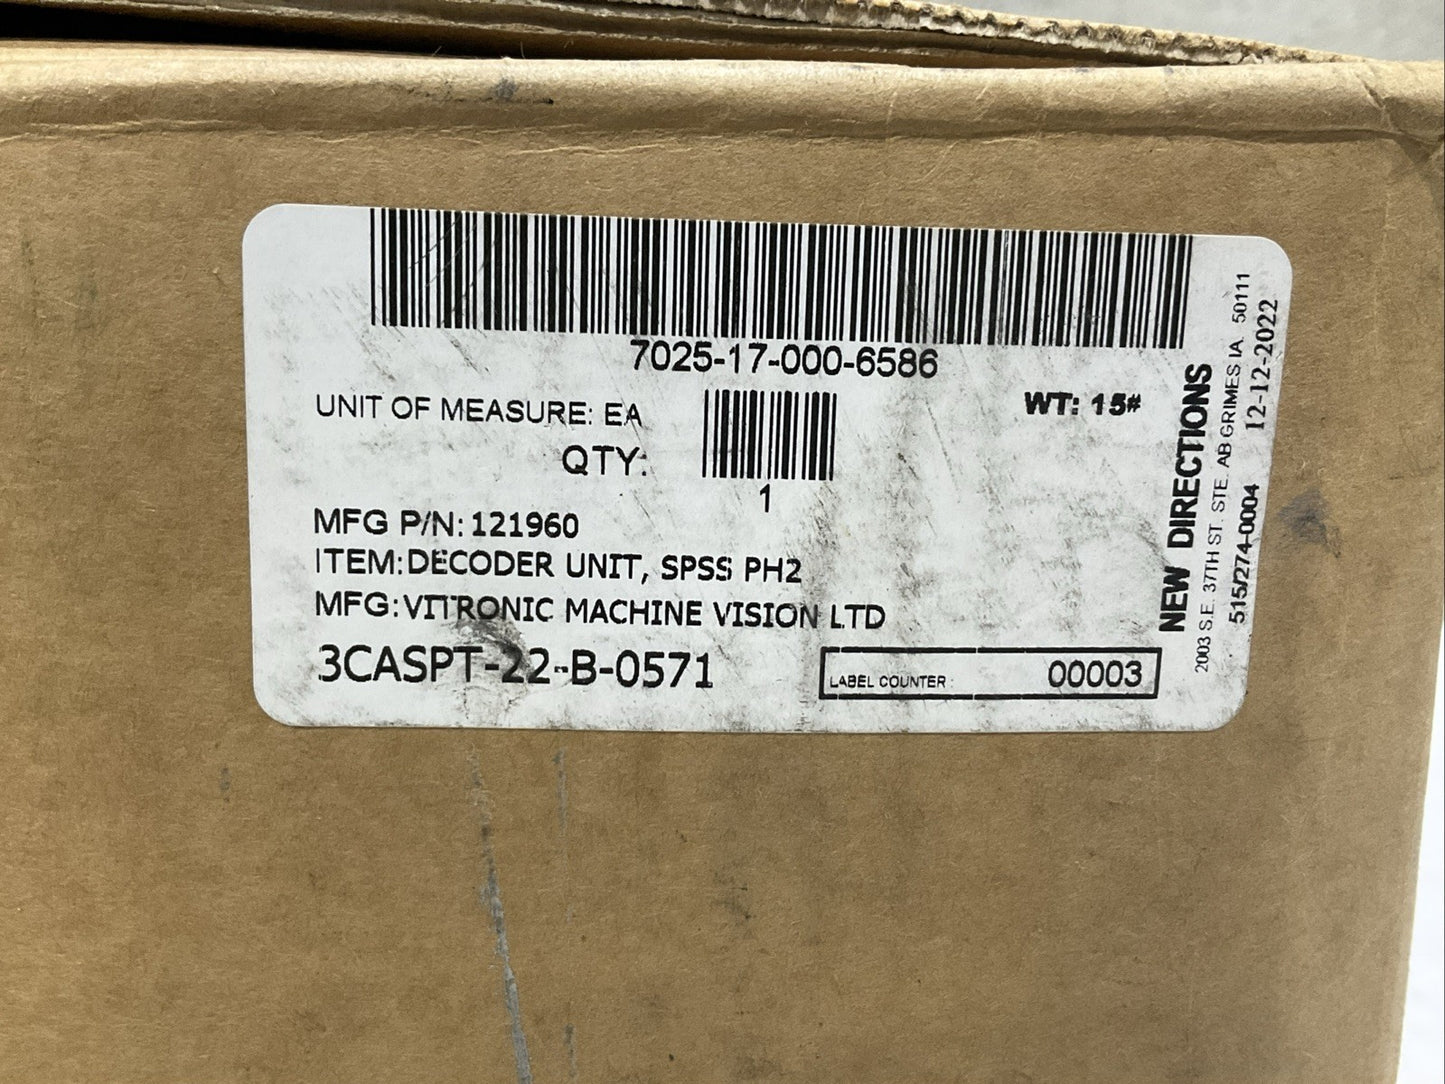 7025-17-000-6586
UNIT OF MEASURE: EA
WT: 15#
QTY:
1
MFG P/N: 121960
ITEM: DECODER UNIT, SPSS PH2
MFG: VITRONIC MACHINE VISION LTD
3CASPT-22-B-0571
LABEL COUNTER : 00003
NEW DIRECTIONS
2003 S.E. 37TH ST. STE. AB GRIMES IA. 50111
515/274-0004 12-12-2022